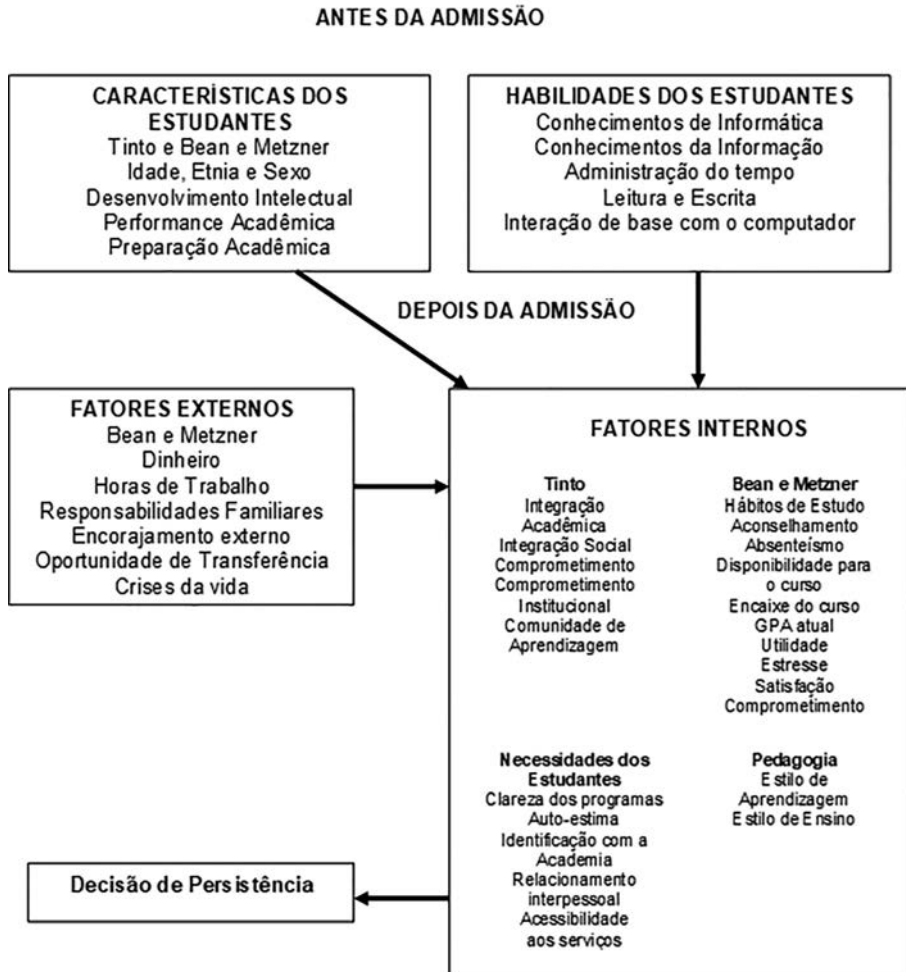 ANTES DA ADMISSÃO
CARACTERÍSTICAS DOS
ESTUDANTES
Tinto e Bean e Metzner
Idade, Etnia e Sexo
Desenvolvimento Intelectual
Performance Acadêmica
Preparação Acadêmica
HABILIDADES DOS ESTUDANTES
Conhecimentos de Informática
Conhecimentos da Informação
Administração do tempo
Leitura e Escrita
Interação de base com o computador
DEPOIS DA ADMISSÃO
FATORES EXTERNOS
Bean e Metzner
Dinheiro
Horas de Trabalho
Responsabilidades Familiares
Encorajamento externo
Oportunidade de Transferência
Crises da vida
FATORES INTERNOS
Tinto
Integração
Acadêmica
Integração Social
Comprometimento
Comprometimento
Institucional
Comunidade de
Aprendizagem
Bean e Metzner
Hábitos de Estudo
Aconselhamento
Absenteísmo
Disponibilidade para
o curso
Encaixe do curso
GPA atual
Utilidade
Estresse
Satisfação
Comprometimento
Necessidades dos
Estudantes
Clareza dos programas
Auto-estima
Identificação com a
Academia
Relacionamento
interpessoal
Acessibilidade
aos serviços
Pedagogia
Estilo de
Aprendizagem
Estilo de Ensino
Decisão de Persistência